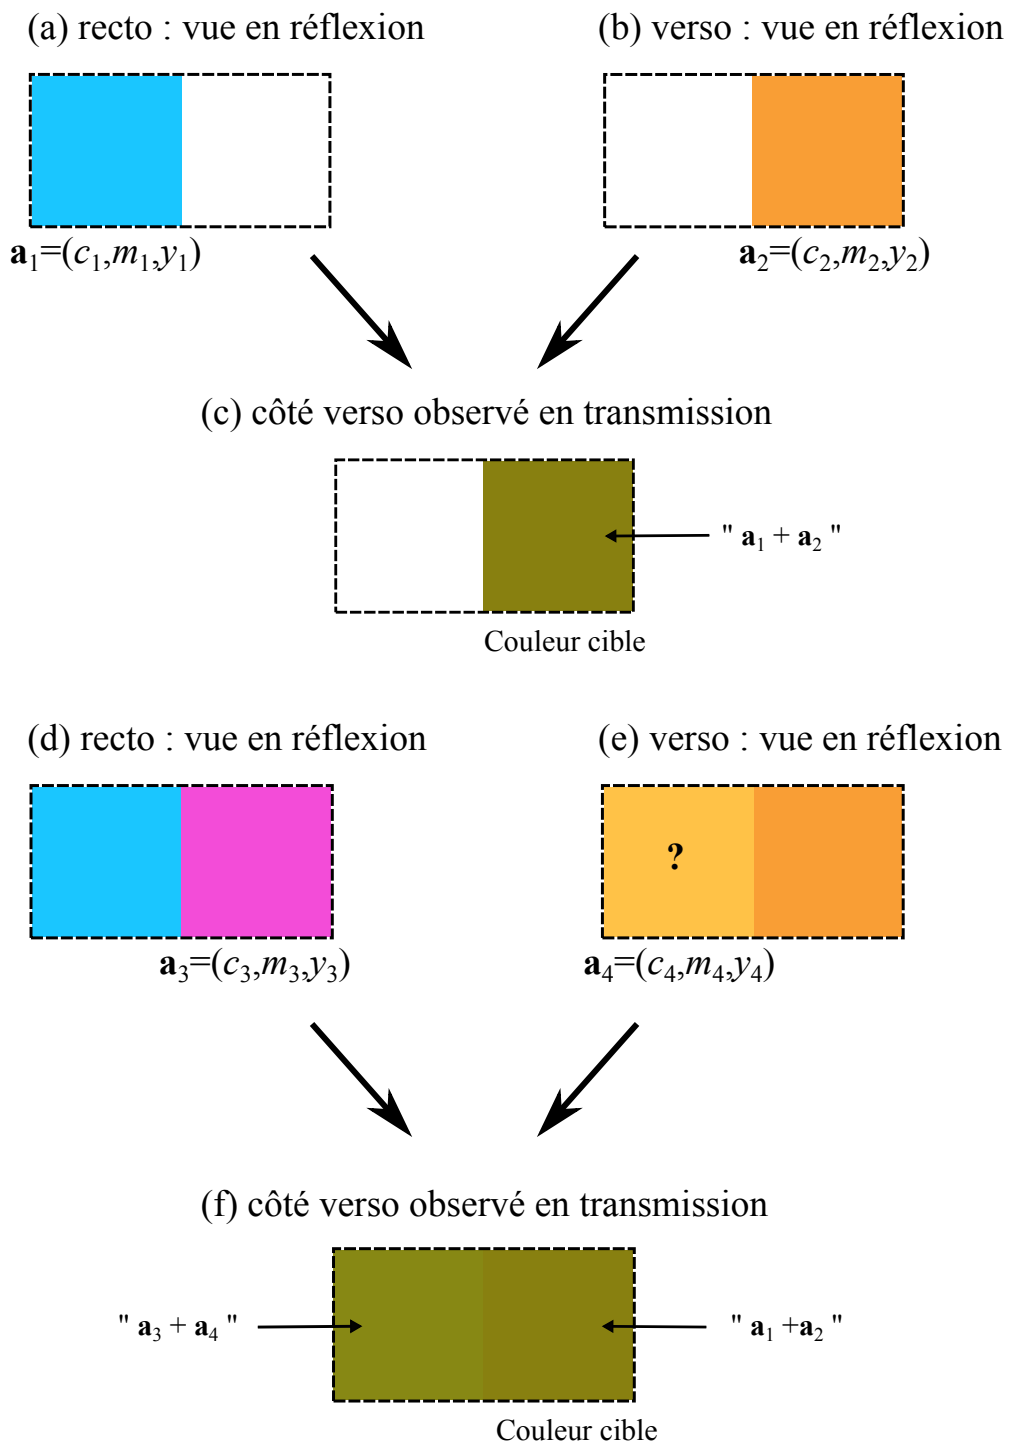 (a) recto : vue en réflexion
(b) verso : vue en réflexion
a₁=(c₁,m₁,y₁)
a₂=(c₂,m₂,y₂)
(c) côté verso observé en transmission
" a₁ + a₂ "
Couleur cible
(d) recto : vue en réflexion
(e) verso : vue en réflexion
?
a₃=(c₃,m₃,y₃)
a₄=(c₄,m₄,y₄)
(f) côté verso observé en transmission
" a₃ + a₄ "
" a₁ +a₂ "
Couleur cible